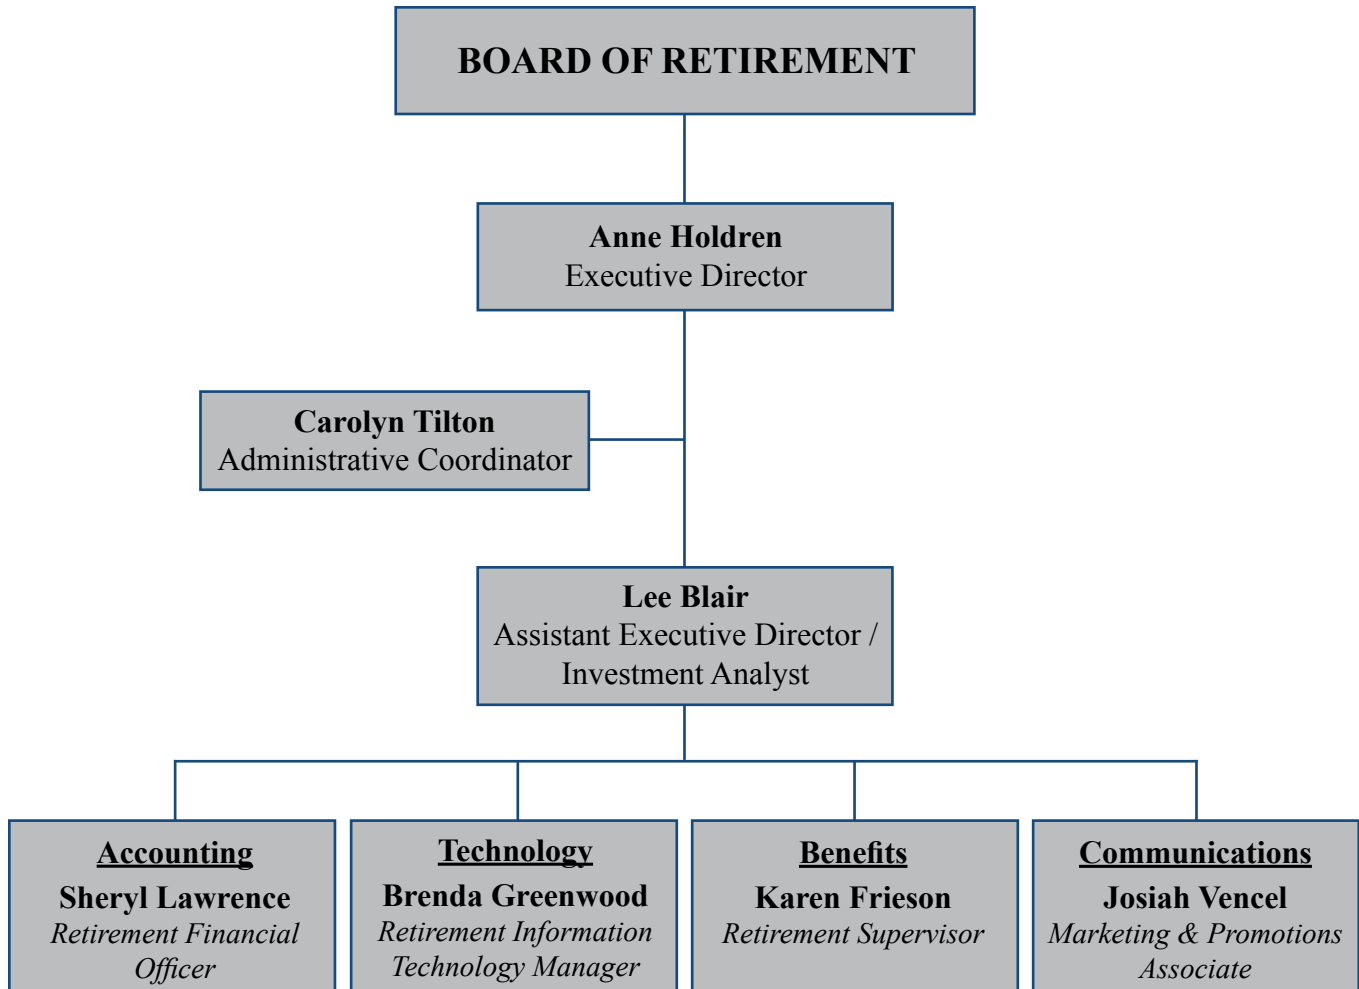 BOARD OF RETIREMENT
Anne Holdren
Executive Director
Carolyn Tilton
Administrative Coordinator
Lee Blair
Assistant Executive Director /
Investment Analyst
Accounting
Sheryl Lawrence
Retirement Financial
Officer
Technology
Brenda Greenwood
Retirement Information
Technology Manager
Benefits
Karen Frieson
Retirement Supervisor
Communications
Josiah Vencel
Marketing & Promotions
Associate